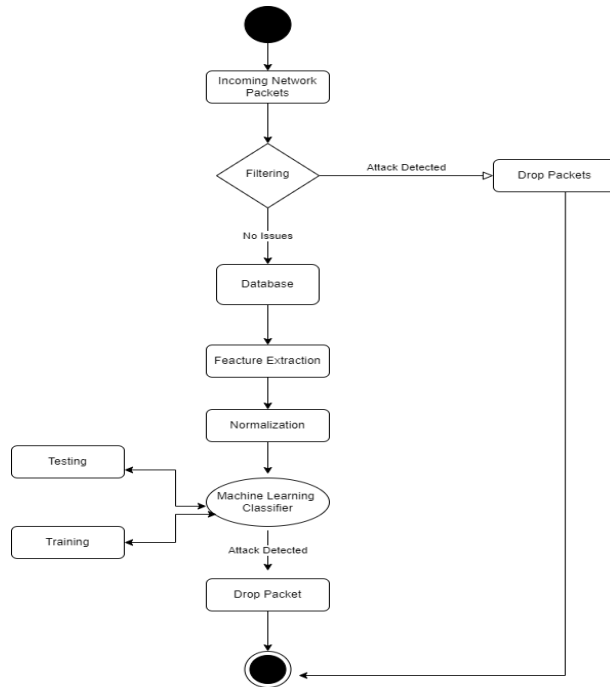 Incoming Network
Packets
Filtering
Attack Detected
Drop Packets
No Issues
Database
Feacture Extraction
Normalization
Testing
Machine Learning
Classifier
Training
Attack Detected
Drop Packet